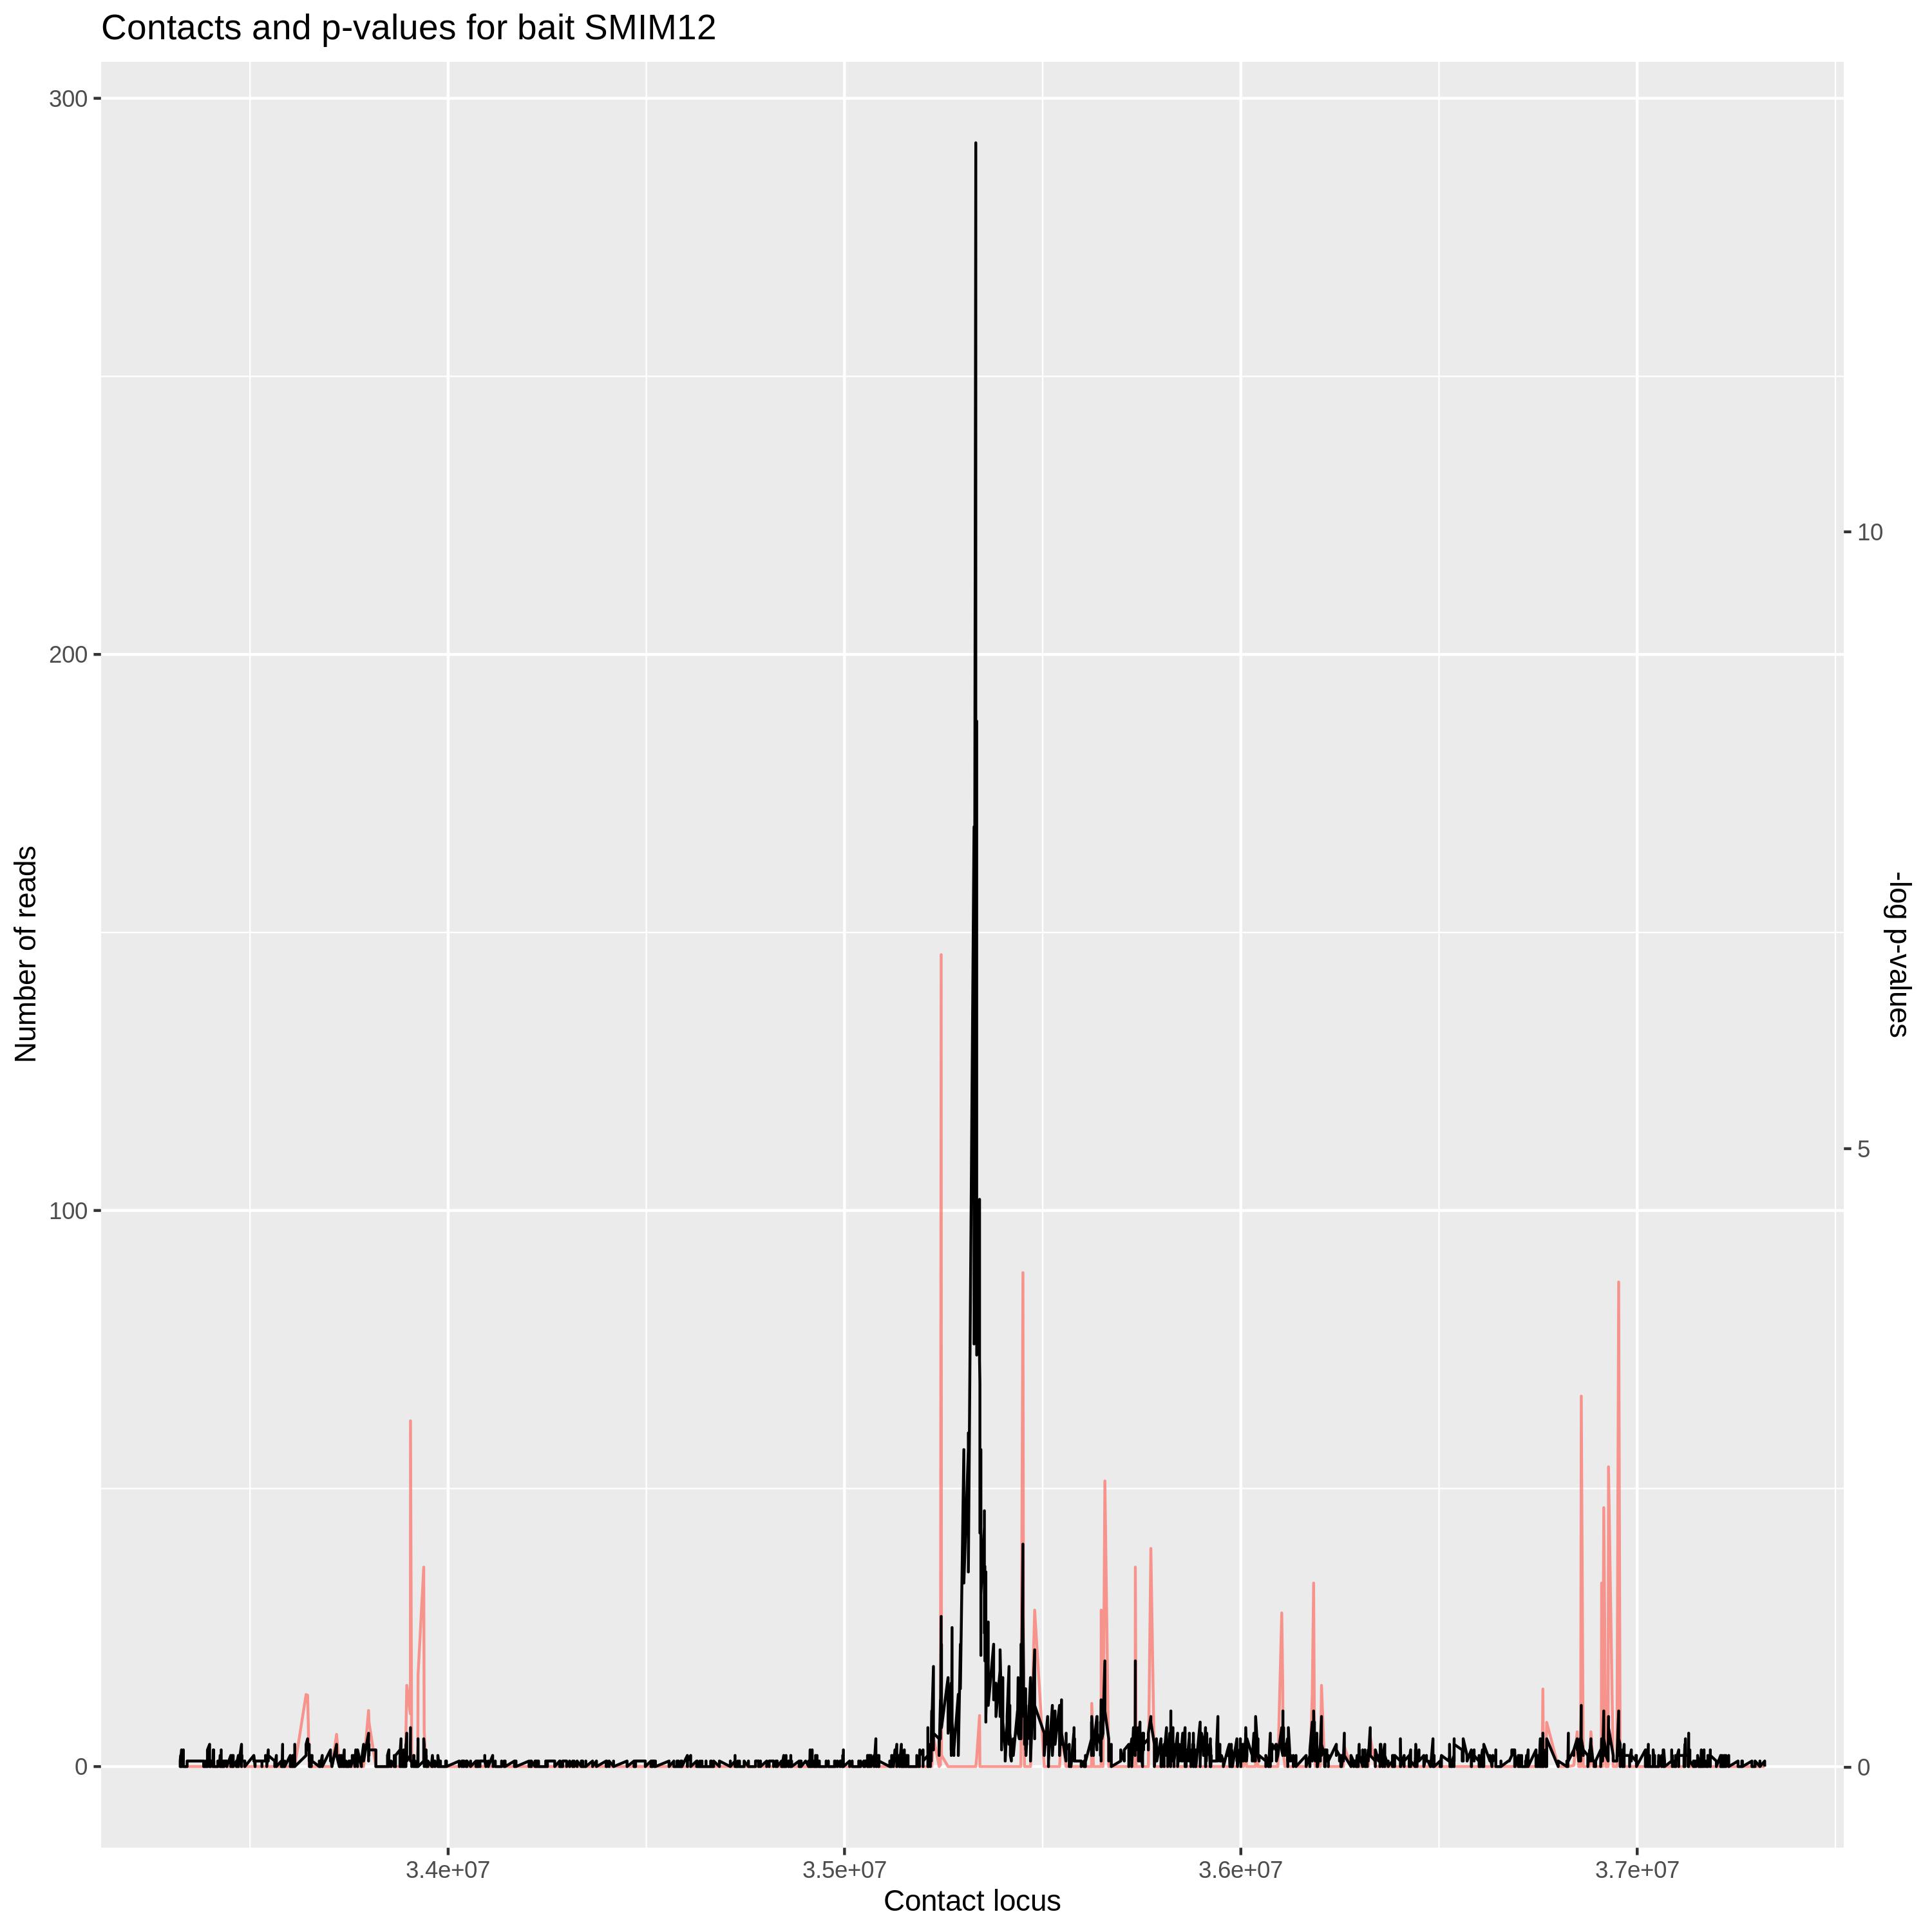 Contacts and p-values for bait SMIM12
300
200
100
0
Number of reads
10
5
0
-log p-values
3.4e+07
3.5e+07
3.6e+07
3.7e+07
Contact locus